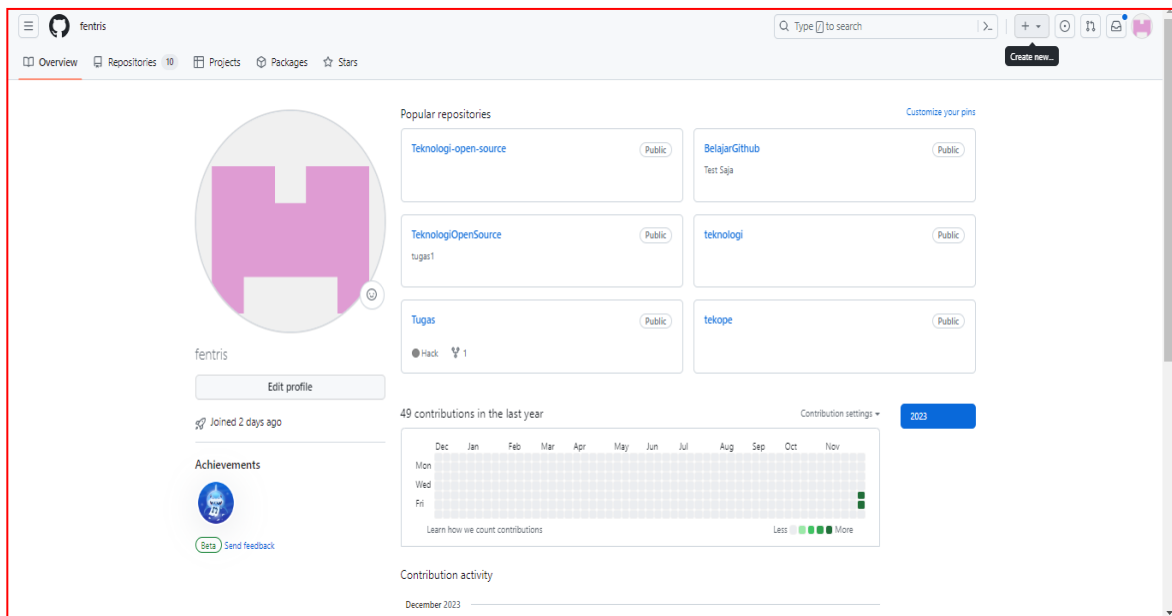 fentris
Type / to search
Create new...
Overview Repositories 10 Projects Packages Stars
Popular repositories
Customize your pins
Teknologi-open-source Public
BelajarGithub Public
Test Saja
TeknologiOpenSource Public
tugas1
teknologi Public
Tugas Public
Hack 1
tekope Public
fentris
Edit profile
Joined 2 days ago
Achievements
Beta Send feedback
49 contributions in the last year
Contribution settings
2023
Dec Jan Feb Mar Apr May Jun Jul Aug Sep Oct Nov
Mon
Wed
Fri
Learn how we count contributions
Less More
Contribution activity
December 2023